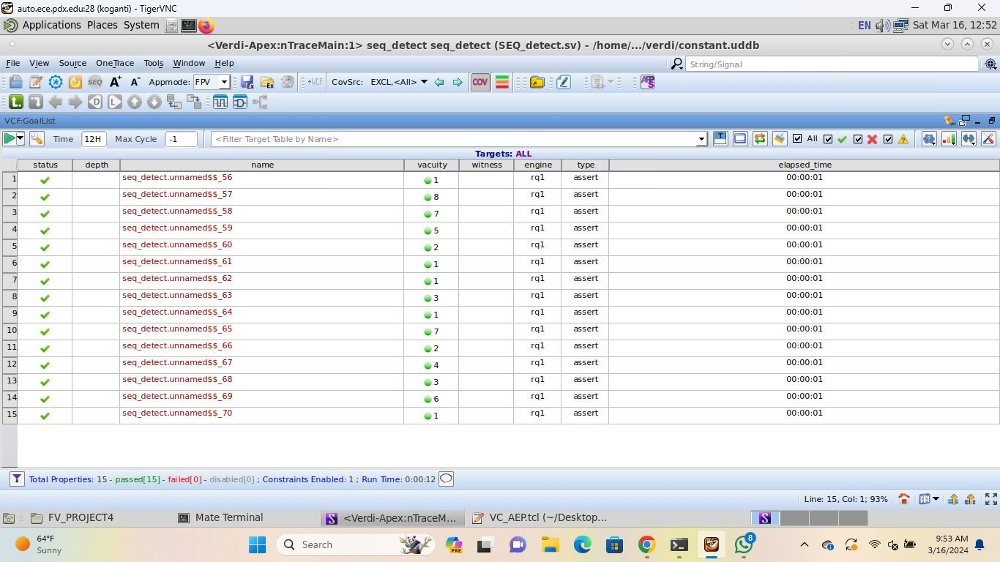 auto.ece.pdx.edu:28 (koganti) - TigerVNC
Applications Places System EN Sat Mar 16, 12:52
<Verdi-Apex:nTraceMain:1> seq_detect seq_detect (SEQ_detect.sv) - /home/.../verdi/constant.uddb
File View Source OneTrace Tools Window Help String/Signal
SEQ A+ A- Appmode: FPV Ex Ex →VCF CovSrc: EXCL,<All> COV APPS
VCF:GoalList
Time 12H Max Cycle -1 <Filter Target Table by Name> All
Targets: ALL
status depth name vacuity witness engine type elapsed_time
1 seq_detect.unnamed$$_56 1 rq1 assert 00:00:01
2 seq_detect.unnamed$$_57 8 rq1 assert 00:00:01
3 seq_detect.unnamed$$_58 7 rq1 assert 00:00:01
4 seq_detect.unnamed$$_59 5 rq1 assert 00:00:01
5 seq_detect.unnamed$$_60 2 rq1 assert 00:00:01
6 seq_detect.unnamed$$_61 1 rq1 assert 00:00:01
7 seq_detect.unnamed$$_62 1 rq1 assert 00:00:01
8 seq_detect.unnamed$$_63 3 rq1 assert 00:00:01
9 seq_detect.unnamed$$_64 1 rq1 assert 00:00:01
10 seq_detect.unnamed$$_65 7 rq1 assert 00:00:01
11 seq_detect.unnamed$$_66 2 rq1 assert 00:00:01
12 seq_detect.unnamed$$_67 4 rq1 assert 00:00:01
13 seq_detect.unnamed$$_68 3 rq1 assert 00:00:01
14 seq_detect.unnamed$$_69 6 rq1 assert 00:00:01
15 seq_detect.unnamed$$_70 1 rq1 assert 00:00:01
Total Properties: 15 - passed[15] - failed[0] - disabled[0] ; Constraints Enabled: 1 ; Run Time: 0:00:12
Line: 15, Col: 1; 93%
FV_PROJECT4 Mate Terminal <Verdi-Apex:nTraceM... VC_AEP.tcl (~/Desktop...
64°F
Sunny
Search
8
9:53 AM
3/16/2024